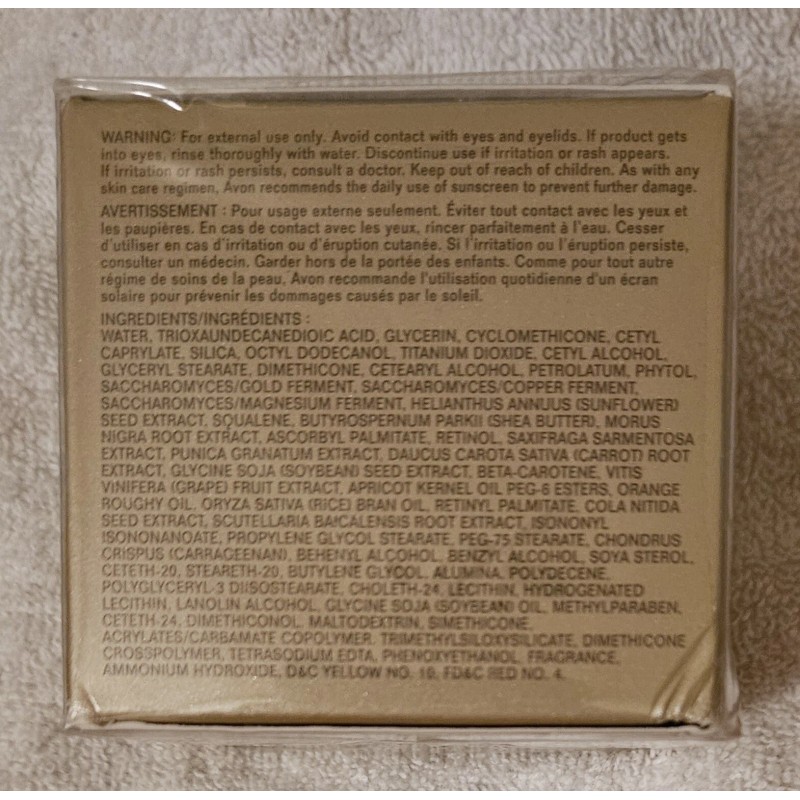 WARNING: For external use only. Avoid contact with eyes and eyelids. If product gets
into eyes, rinse thoroughly with water. Discontinue use if irritation or rash appears.
If irritation or rash persists, consult a doctor. Keep out of reach of children. As with any
skin care regimen, Avon recommends the daily use of sunscreen to prevent further damage.
AVERTISSEMENT : Pour usage externe seulement. Éviter tout contact avec les yeux et
les paupières. En cas de contact avec les yeux, rincer parfaitement à l'eau. Cesser
d'utiliser en cas d'irritation ou d'éruption cutanée. Si l'irritation ou l'éruption persiste,
consulter un médecin. Garder hors de la portée des enfants. Comme pour tout autre
régime de soins de la peau, Avon recommande l'utilisation quotidienne d'un écran
solaire pour prévenir les dommages causés par le soleil.
INGREDIENTS/INGRÉDIENTS :
WATER, TRIOXAUNDECANEDIOIC ACID, GLYCERIN, CYCLOMETHICONE, CETYL
CAPRYLATE, SILICA, OCTYL DODECANOL, TITANIUM DIOXIDE, CETYL ALCOHOL,
GLYCERYL STEARATE, DIMETHICONE, CETEARYL ALCOHOL, PETROLATUM, PHYTOL,
SACCHAROMYCES/GOLD FERMENT, SACCHAROMYCES/COPPER FERMENT,
SACCHAROMYCES/MAGNESIUM FERMENT, HELIANTHUS ANNUUS (SUNFLOWER)
SEED EXTRACT, SQUALENE, BUTYROSPERNUM PARKII (SHEA BUTTER), MORUS
NIGRA ROOT EXTRACT, ASCORBYL PALMITATE, RETINOL, SAXIFRAGA SARMENTOSA
EXTRACT, PUNICA GRANATUM EXTRACT, DAUCUS CAROTA SATIVA (CARROT) ROOT
EXTRACT, GLYCINE SOJA (SOYBEAN) SEED EXTRACT, BETA-CAROTENE, VITIS
VINIFERA (GRAPE) FRUIT EXTRACT, APRICOT KERNEL OIL PEG-6 ESTERS, ORANGE
ROUGHY OIL, ORYZA SATIVA (RICE) BRAN OIL, RETINYL PALMITATE, COLA NITIDA
SEED EXTRACT, SCUTELLARIA BAICALENSIS ROOT EXTRACT, ISONONYL
ISONONANOATE, PROPYLENE GLYCOL STEARATE, PEG-75 STEARATE, CHONDRUS
CRISPUS (CARRAGEENAN), BEHENYL ALCOHOL, BENZYL ALCOHOL, SOYA STEROL,
CETETH-20, STEARETH-20, BUTYLENE GLYCOL, ALUMINA, POLYDECENE,
POLYGLYCERYL-3 DIISOSTEARATE, CHOLETH-24, LECITHIN, HYDROGENATED
LECITHIN, LANOLIN ALCOHOL, GLYCINE SOJA (SOYBEAN) OIL, METHYLPARABEN,
CETETH-24, DIMETHICONOL, MALTODEXTRIN, SIMETHICONE,
ACRYLATES/CARBAMATE COPOLYMER, TRIMETHYLSILOXYSILICATE, DIMETHICONE
CROSSPOLYMER, TETRASODIUM EDTA, PHENOXYETHANOL, FRAGRANCE,
AMMONIUM HYDROXIDE, D&C YELLOW NO. 10, FD&C RED NO. 4.